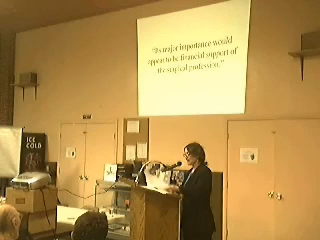 "Its major importance would
appear to be financial support of
the surgical profession."
ICE
COLD